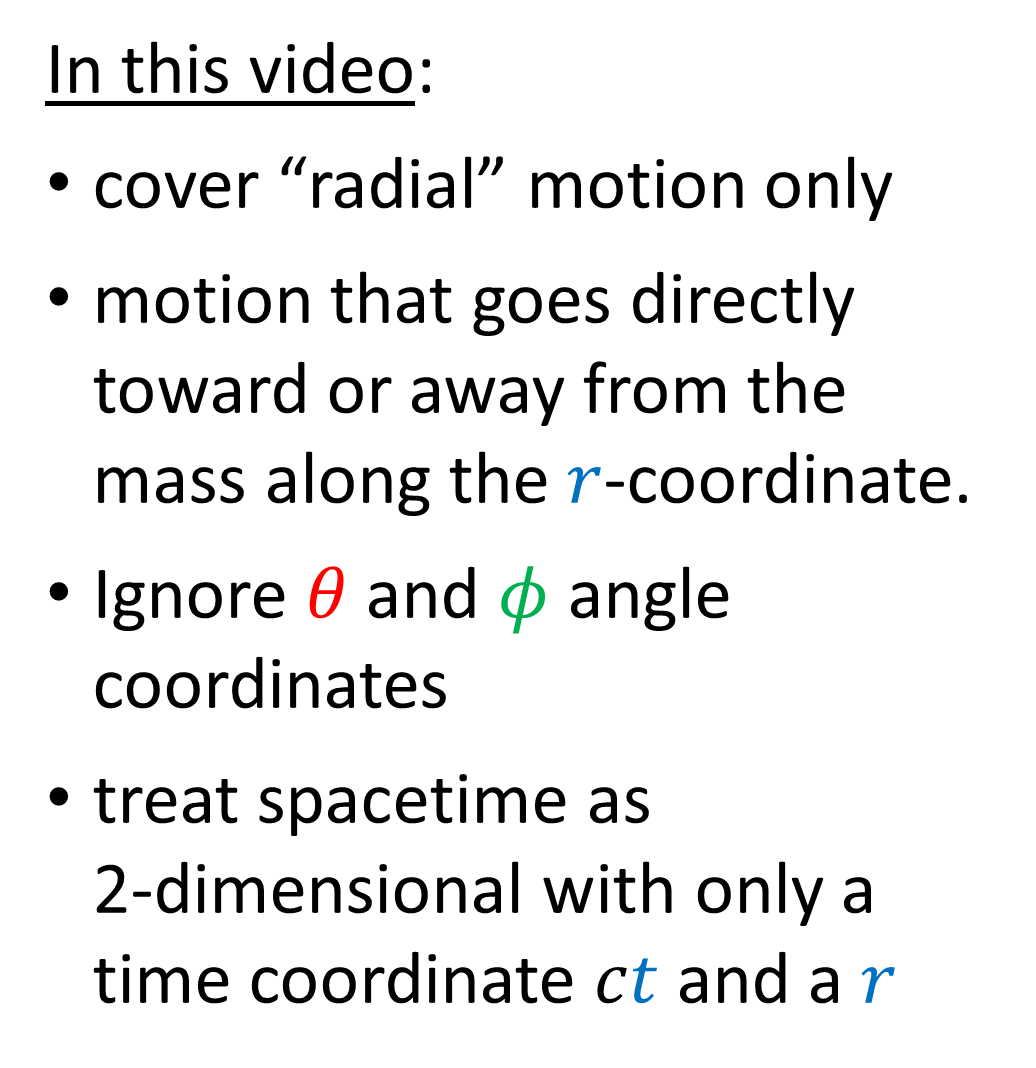 In this video:
• cover “radial” motion only
• motion that goes directly
toward or away from the
mass along the r-coordinate.
• Ignore θ and ϕ angle
coordinates
• treat spacetime as
2-dimensional with only a
time coordinate ct and a r